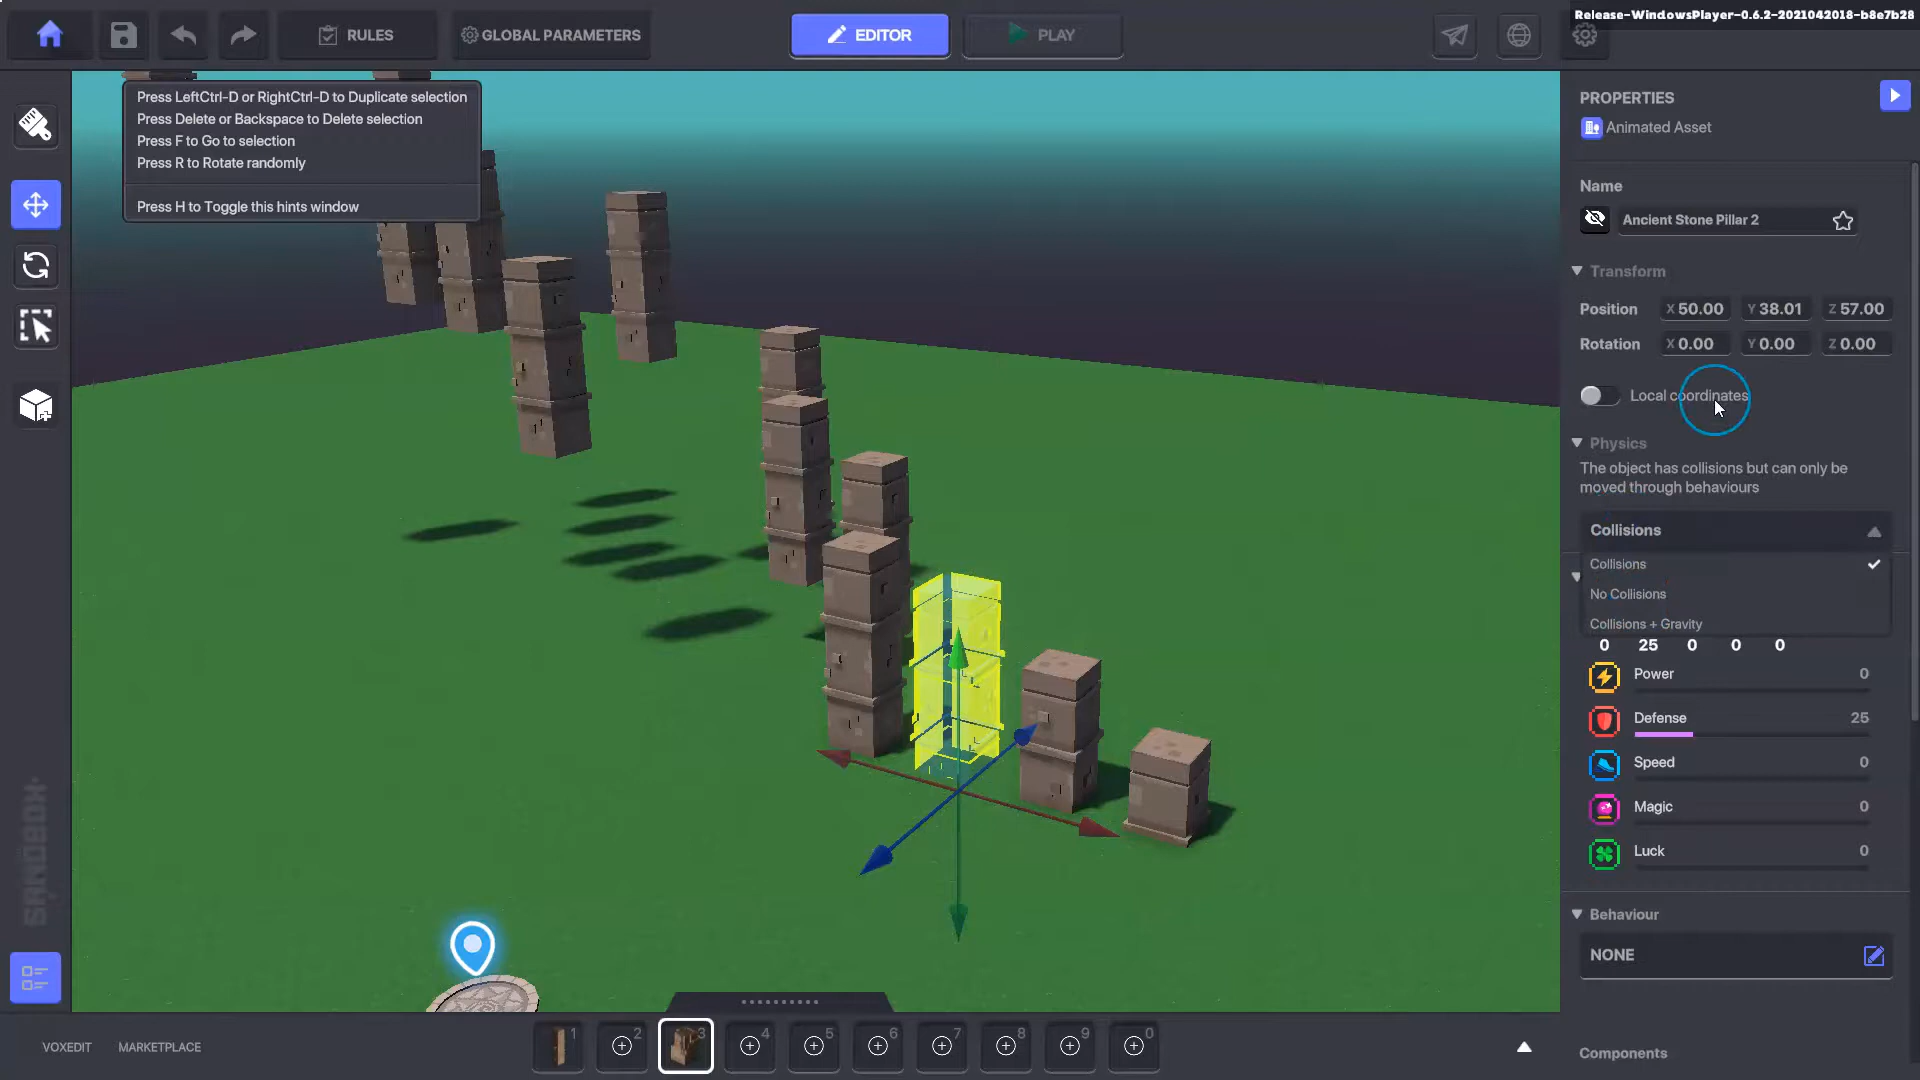 Release-WindowsPlayer-0.6.2-2021042018-b8e7b28
RULES
GLOBAL PARAMETERS
EDITOR
PLAY
Press LeftCtrl-D or RightCtrl-D to Duplicate selection
Press Delete or Backspace to Delete selection
Press F to Go to selection
Press R to Rotate randomly
Press H to Toggle this hints window
PROPERTIES
Animated Asset
Name
Ancient Stone Pillar 2
Transform
Position X 50.00 Y 38.01 Z 57.00
Rotation X 0.00 Y 0.00 Z 0.00
Local coordinates
Physics
The object has collisions but can only be
moved through behaviours
Collisions
Collisions
No Collisions
Collisions + Gravity
0 25 0 0 0
Power 0
Defense 25
Speed 0
Magic 0
Luck 0
Behaviour
NONE
Components
SANDBOX
VOXEDIT MARKETPLACE
1 2 3 4 5 6 7 8 9 0